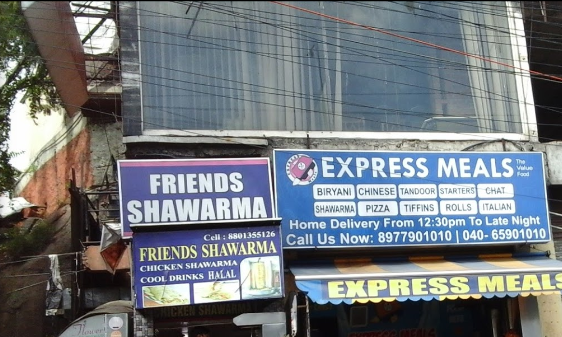 FRIENDS
SHAWARMA
Cell : 8801355126
FRIENDS SHAWARMA
CHICKEN SHAWARMA
COOL DRINKS HALAL
CHICKEN SHAWARMA
EXPRESS MEALS The Value Food
BIRYANI CHINESE TANDOOR STARTERS CHAT
SHAWARMA PIZZA TIFFINS ROLLS ITALIAN
Home Delivery From 12:30pm To Late Night
Call Us Now: 8977901010 | 040- 65901010
EXPRESS MEALS